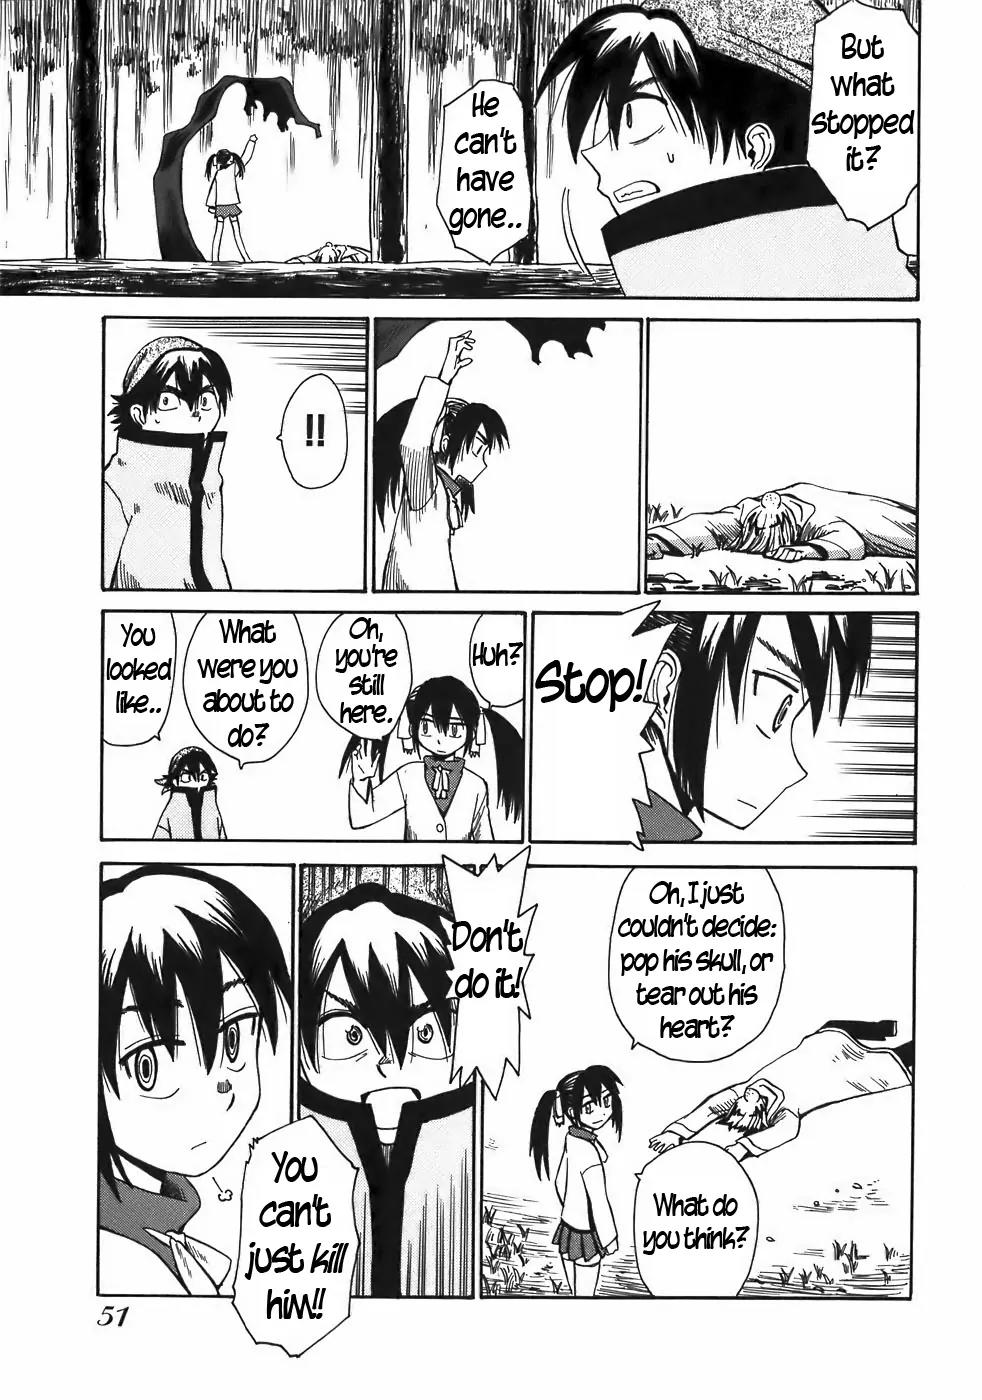 But
what
stopped
it?
He
can't
have
gone..
!!
Stop!
Huh?
Oh,
you're
still
here.
What
were you
about to
do?
You
looked
like..
Oh, I just
couldn't decide:
pop his skull, or
tear out his
heart?
What do
you think?
Don't
do it!
You
can't
just kill
him!!
51